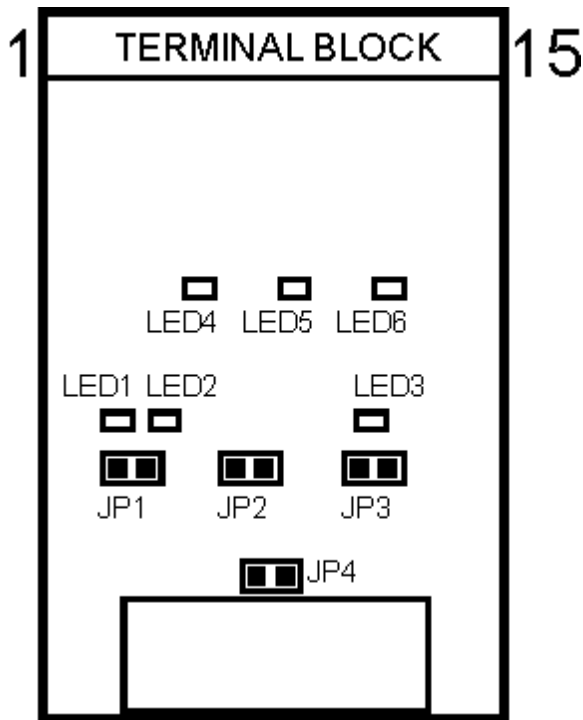 1 TERMINAL BLOCK 15
LED4 LED5 LED6
LED1 LED2 LED3
JP1 JP2 JP3
JP4